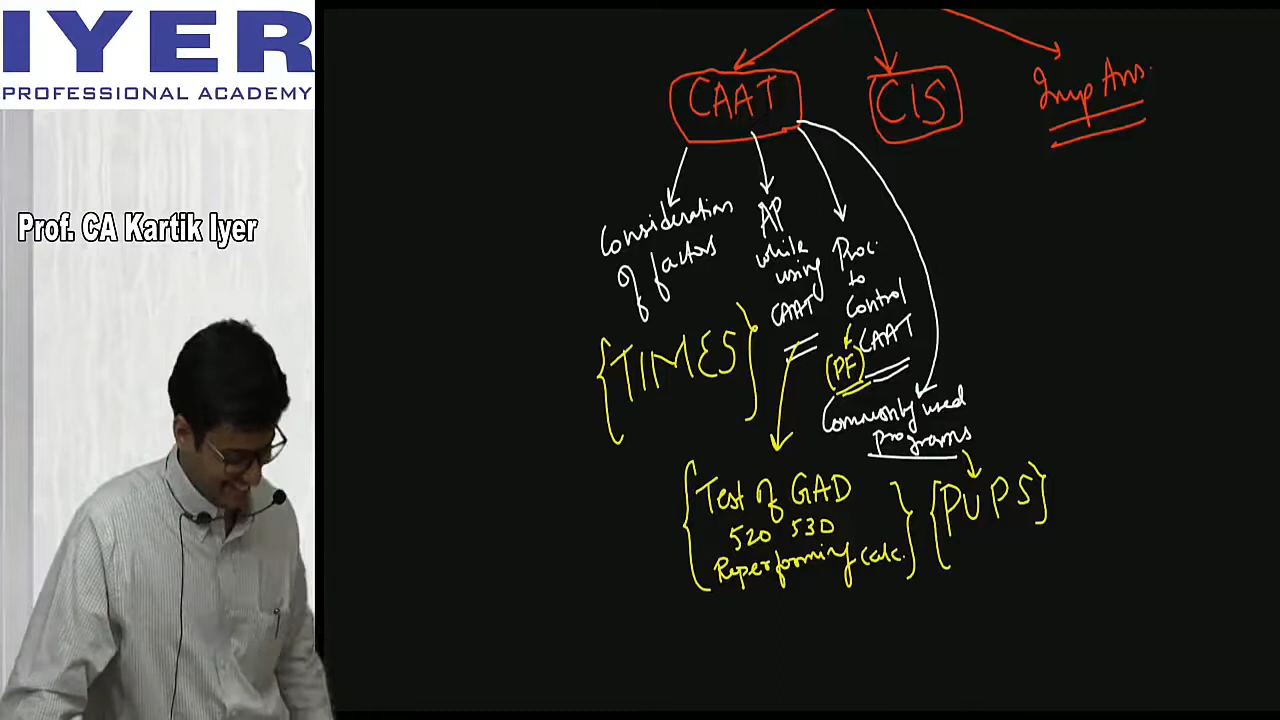 IYER
PROFESSIONAL ACADEMY
Prof. CA Kartik Iyer
CAAT
CIS
Imp Ans.
Consideration
of factors
{TIMES}
AP
while
using
CAAT
Proc.
to
Control
CAAT
(PF)
Commonly used
programs
{PUPS}
Test of GAD
520 530
Reperforming Calc.